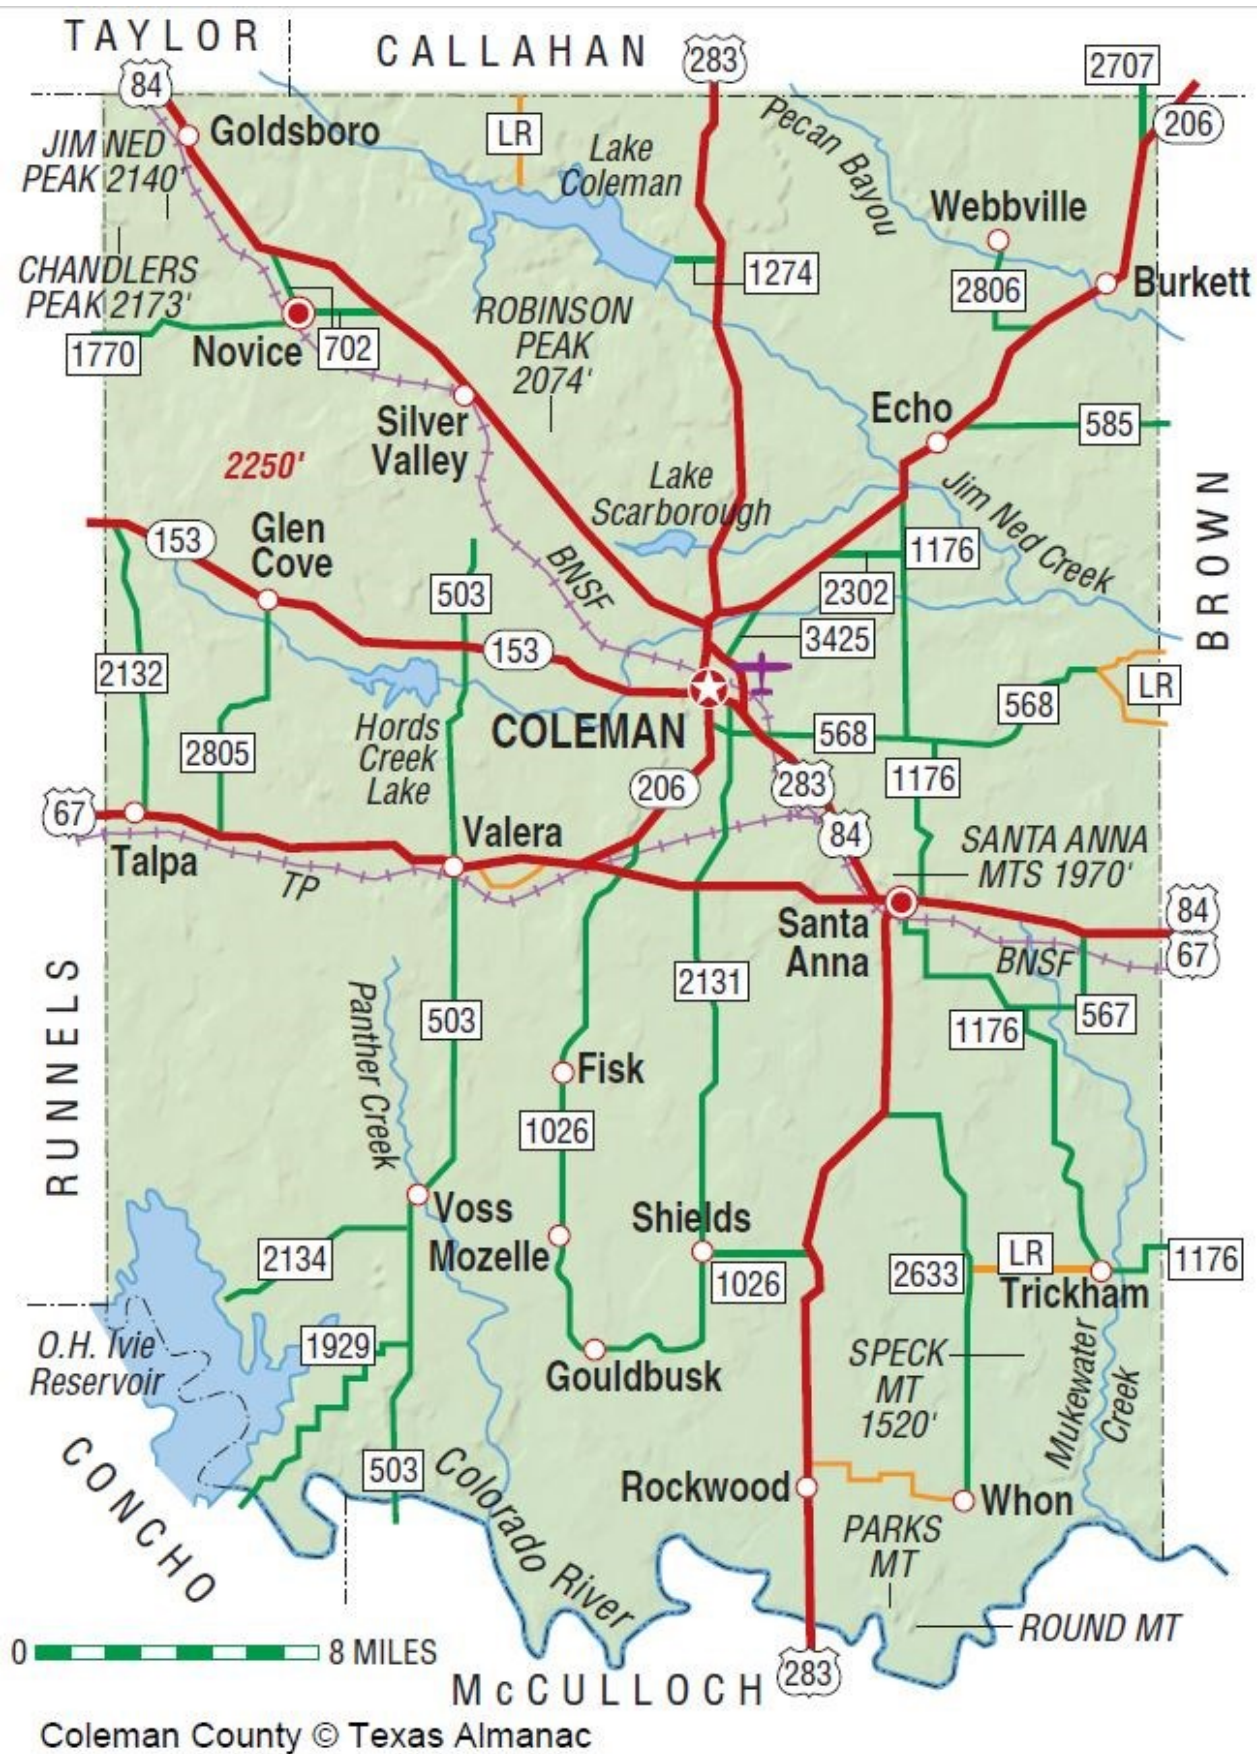 TAYLOR
CALLAHAN
283
2707
84
206
Goldsboro
LR
Lake
Coleman
Pecan Bayou
JIM NED
PEAK 2140'
Webbville
CHANDLERS
PEAK 2173'
1274
2806
Burkett
ROBINSON
PEAK
2074'
1770
Novice
702
Silver
Valley
Echo
585
2250'
Lake
Scarborough
Jim Ned Creek
BROWN
153
Glen
Cove
BNSF
503
1176
2302
3425
153
2132
LR
568
Hords
Creek
Lake
COLEMAN
568
2805
1176
206
283
67
84
Valera
SANTA ANNA
MTS 1970'
Talpa
TP
Santa
Anna
84
67
BNSF
RUNNELS
2131
Panther Creek
503
1176
567
Fisk
1026
Voss
Shields
Mozelle
2134
1026
2633
LR
1176
Trickham
O.H. Ivie
Reservoir
1929
SPECK
MT
1520'
Mukewater
Creek
Gouldbusk
CONCHO
503
Colorado River
Rockwood
Whon
PARKS
MT
ROUND MT
0 8 MILES
283
McCULLOCH
Coleman County © Texas Almanac